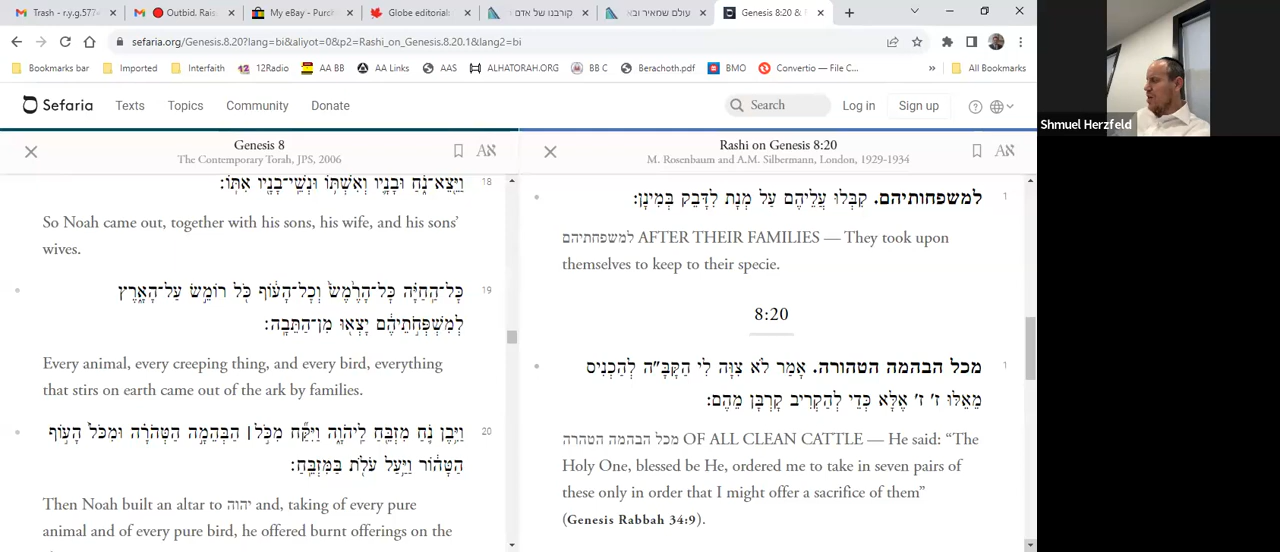 Trash - r.y.g.574
Outbid. Rais
My eBay - Purch
Globe editorials
קורבנו של אדם
עולם שמאיר ובא
Genesis 8:20 &
sefaria.org/Genesis.8.20?lang=bi&aliyot=0&p2=Rashi_on_Genesis.8.20.1&lang2=bi
Bookmarks bar
Imported
Interfaith
12Radio
AA BB
AA Links
AAS
ALHATORAH.ORG
BB C
Berachoth.pdf
BMO
Convertio — File C...
»
All Bookmarks
Sefaria
Texts
Topics
Community
Donate
Search
Log in
Sign up
Genesis 8
The Contemporary Torah, JPS, 2006
18
וַיֵּצֵא־נֹ֑חַ וּבָנָ֛יו וְאִשְׁתּ֥וֹ וּנְשֵֽׁי־בָנָ֖יו אִתּֽוֹ׃
So Noah came out, together with his sons, his wife, and his sons’
wives.
19
כׇּל־הַֽחַיָּ֗ה כׇּל־הָרֶ֙מֶשׂ֙ וְכׇל־הָע֔וֹף כֹּ֖ל רוֹמֵ֣שׂ עַל־הָאָ֑רֶץ
לְמִשְׁפְּחֹ֣תֵיהֶ֔ם יָצְא֖וּ מִן־הַתֵּבָֽה׃
Every animal, every creeping thing, and every bird, everything
that stirs on earth came out of the ark by families.
20
וַיִּ֥בֶן נֹ֛חַ מִזְבֵּ֖חַ לַֽיהֹוָ֑ה וַיִּקַּ֞ח מִכֹּ֣ל ׀ הַבְּהֵמָ֣ה הַטְּהֹרָ֗ה וּמִכֹּל֙ הָע֣וֹף
הַטָּה֔וֹר וַיַּ֥עַל עֹלֹ֖ת בַּמִּזְבֵּֽחַ׃
Then Noah built an altar to יהוה and, taking of every pure
animal and of every pure bird, he offered burnt offerings on the
Rashi on Genesis 8:20
M. Rosenbaum and A.M. Silbermann, London, 1929-1934
1
למשפחותיהם. קִבְּלוּ עֲלֵיהֶם עַל מְנָת לִדָּבֵק בְּמִינָן:
למשפחתיהם AFTER THEIR FAMILIES — They took upon
themselves to keep to their specie.
8:20
1
מכל הבהמה הטהורה. אָמַר לֹא צִוָּה לִי הַקָּבָּ"ה לְהַכְנִיס
מֵאֵלּוּ ז' ז' אֶלָּא כְּדֵי לְהַקְרִיב קָרְבָּן מֵהֶם:
מכל הבהמה הטהרה OF ALL CLEAN CATTLE — He said: “The
Holy One, blessed be He, ordered me to take in seven pairs of
these only in order that I might offer a sacrifice of them”
(Genesis Rabbah 34:9).
Shmuel Herzfeld